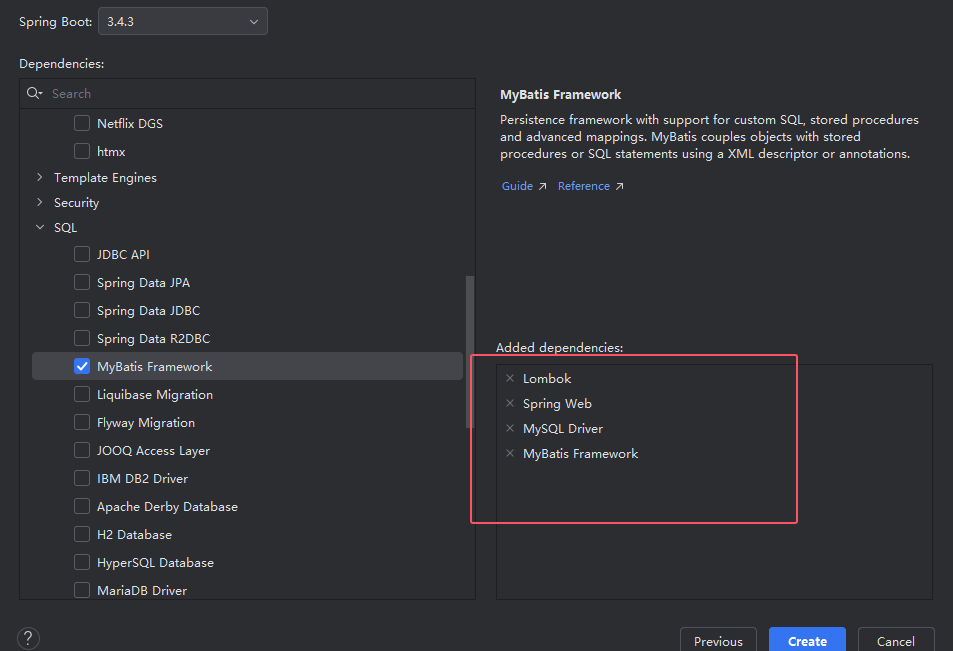 Spring Boot: 3.4.3
Dependencies:
Search
Netflix DGS
htmx
Template Engines
Security
SQL
JDBC API
Spring Data JPA
Spring Data JDBC
Spring Data R2DBC
MyBatis Framework
Liquibase Migration
Flyway Migration
JOOQ Access Layer
IBM DB2 Driver
Apache Derby Database
H2 Database
HyperSQL Database
MariaDB Driver
MyBatis Framework
Persistence framework with support for custom SQL, stored procedures
and advanced mappings. MyBatis couples objects with stored
procedures or SQL statements using a XML descriptor or annotations.
Guide ↗ Reference ↗
Added dependencies:
× Lombok
× Spring Web
× MySQL Driver
× MyBatis Framework
? Previous Create Cancel